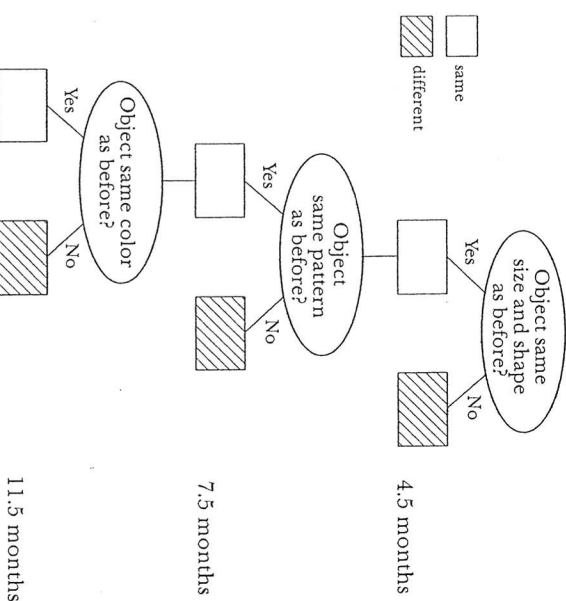 same
different
Object same
size and shape
as before?
Yes
No
4.5 months
Object
same pattern
as before?
Yes
No
7.5 months
Object same color
as before?
Yes
No
11.5 months